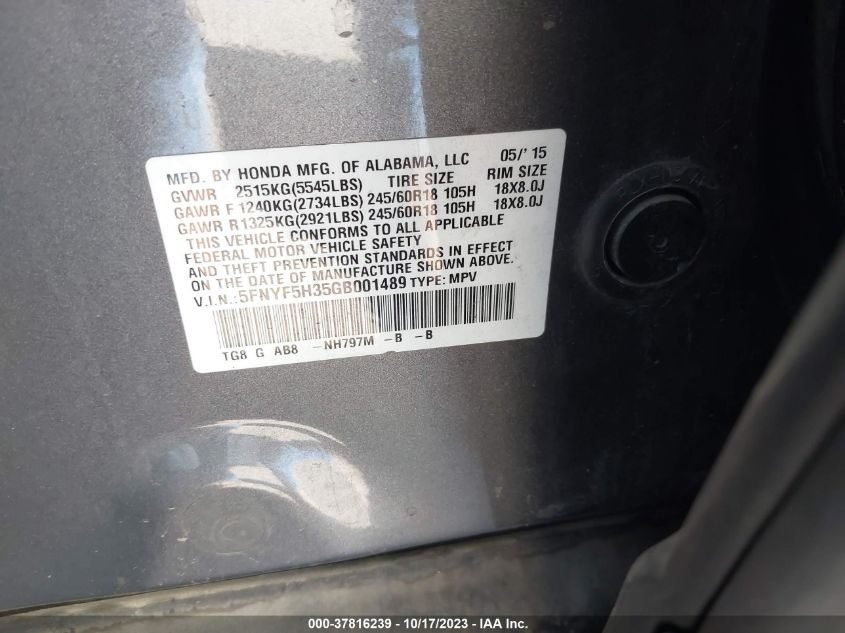 MFD. BY HONDA MFG. OF ALABAMA, LLC 05/'15
GVWR 2515KG(5545LBS) TIRE SIZE RIM SIZE
GAWR F 1240KG(2734LBS) 245/60R18 105H 18X8.0J
GAWR R1325KG(2921LBS) 245/60R18 105H 18X8.0J
THIS VEHICLE CONFORMS TO ALL APPLICABLE
FEDERAL MOTOR VEHICLE SAFETY
AND THEFT PREVENTION STANDARDS IN EFFECT
ON THE DATE OF MANUFACTURE SHOWN ABOVE.
V.I.N.: 5FNYF5H35GB001489 TYPE: MPV
TG8 G AB8 -NH797M -B -B
000-37816239 - 10/17/2023 - IAA Inc.